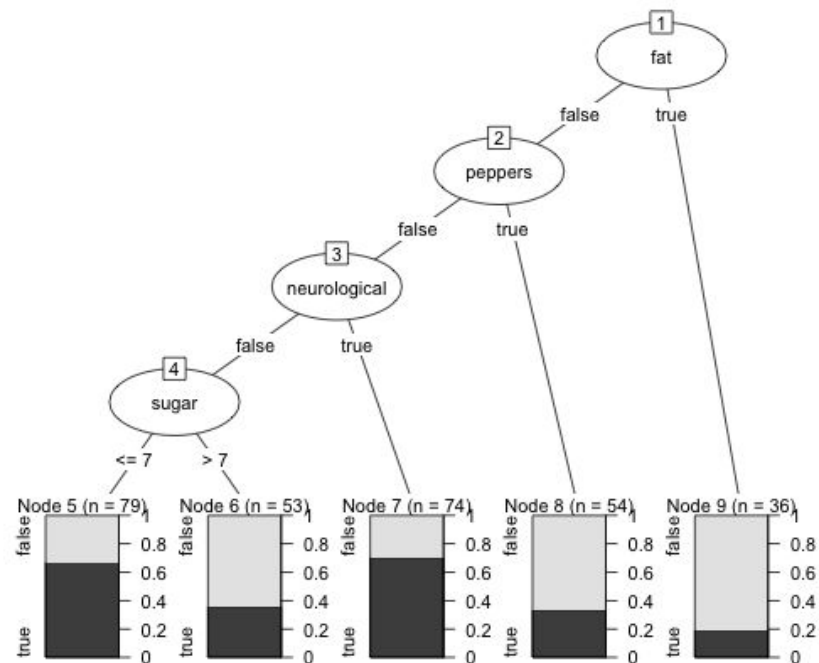 1
fat
false true
2
peppers
false true
3
neurological
false true
4
sugar
<= 7 > 7
Node 5 (n = 79) Node 6 (n = 53) Node 7 (n = 74) Node 8 (n = 54) Node 9 (n = 36)
false 1 false 1 false 1 false 1 false 1
0.8 0.8 0.8 0.8 0.8
0.6 0.6 0.6 0.6 0.6
0.4 0.4 0.4 0.4 0.4
0.2 0.2 0.2 0.2 0.2
true 0 true 0 true 0 true 0 true 0